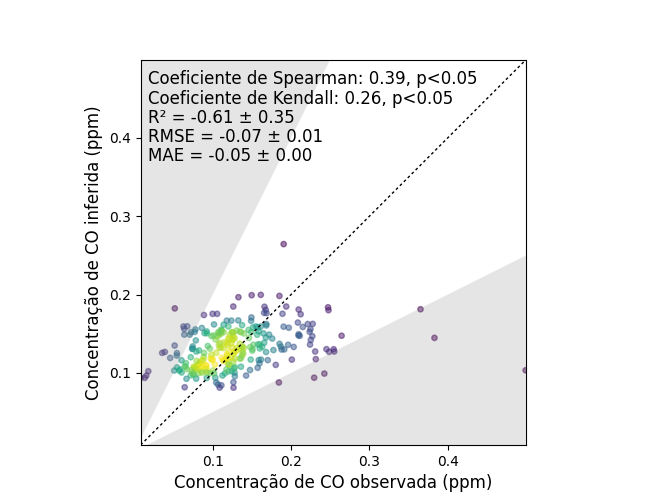 Coeficiente de Spearman: 0.39, p<0.05
Coeficiente de Kendall: 0.26, p<0.05
R² = -0.61 ± 0.35
RMSE = -0.07 ± 0.01
MAE = -0.05 ± 0.00
Concentração de CO inferida (ppm)
0.4
0.3
0.2
0.1
0.1 0.2 0.3 0.4
Concentração de CO observada (ppm)